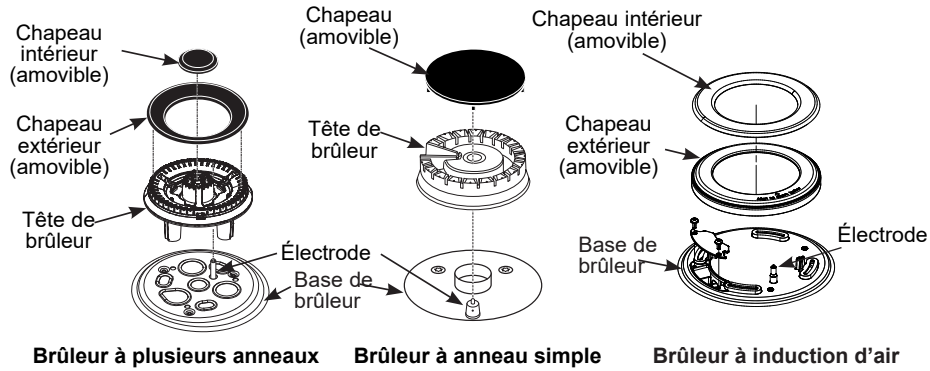 Chapeau
intérieur
(amovible)
Chapeau
extérieur
(amovible)
Tête de
brûleur
Chapeau
(amovible)
Tête de
brûleur
Électrode
Base de
brûleur
Chapeau intérieur
(amovible)
Chapeau
extérieur
(amovible)
Base de
brûleur
Électrode
Brûleur à plusieurs anneaux
Brûleur à anneau simple
Brûleur à induction d’air